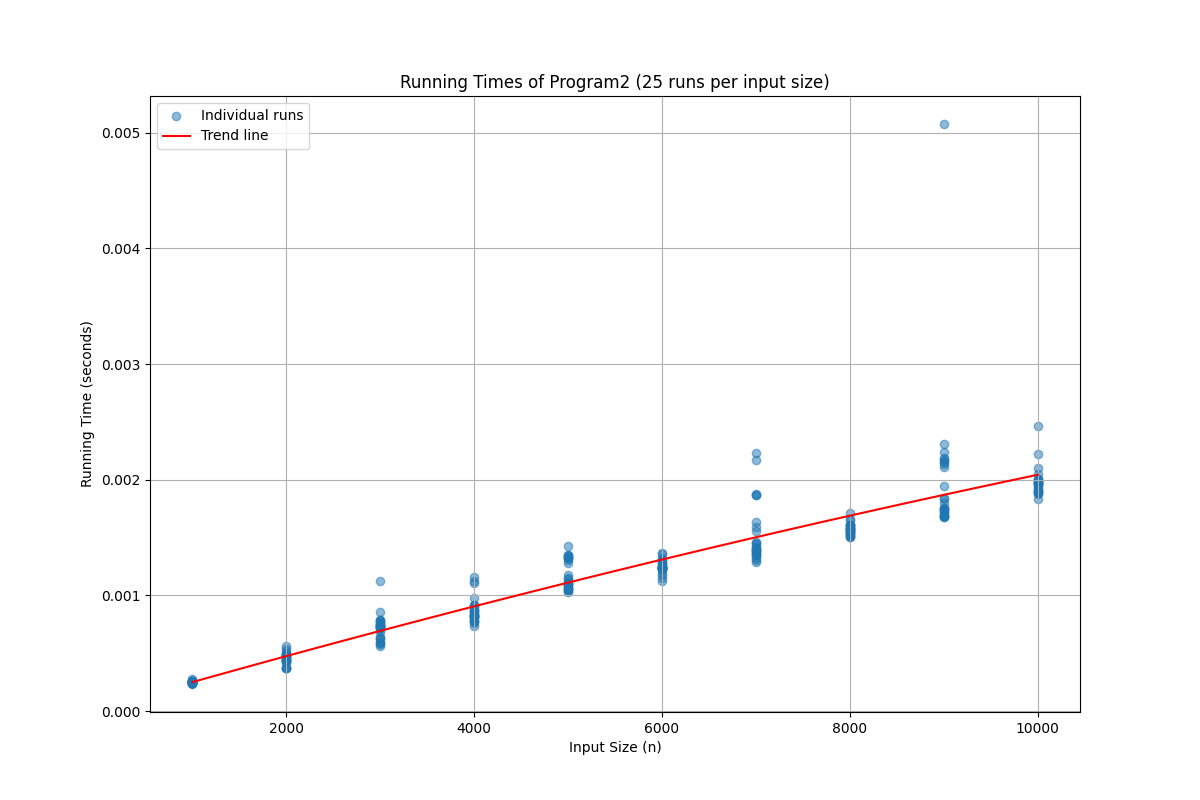 Running Times of Program2 (25 runs per input size)
Individual runs
Trend line
0.005
0.004
0.003
0.002
0.001
0.000
Running Time (seconds)
2000
4000
6000
8000
10000
Input Size (n)